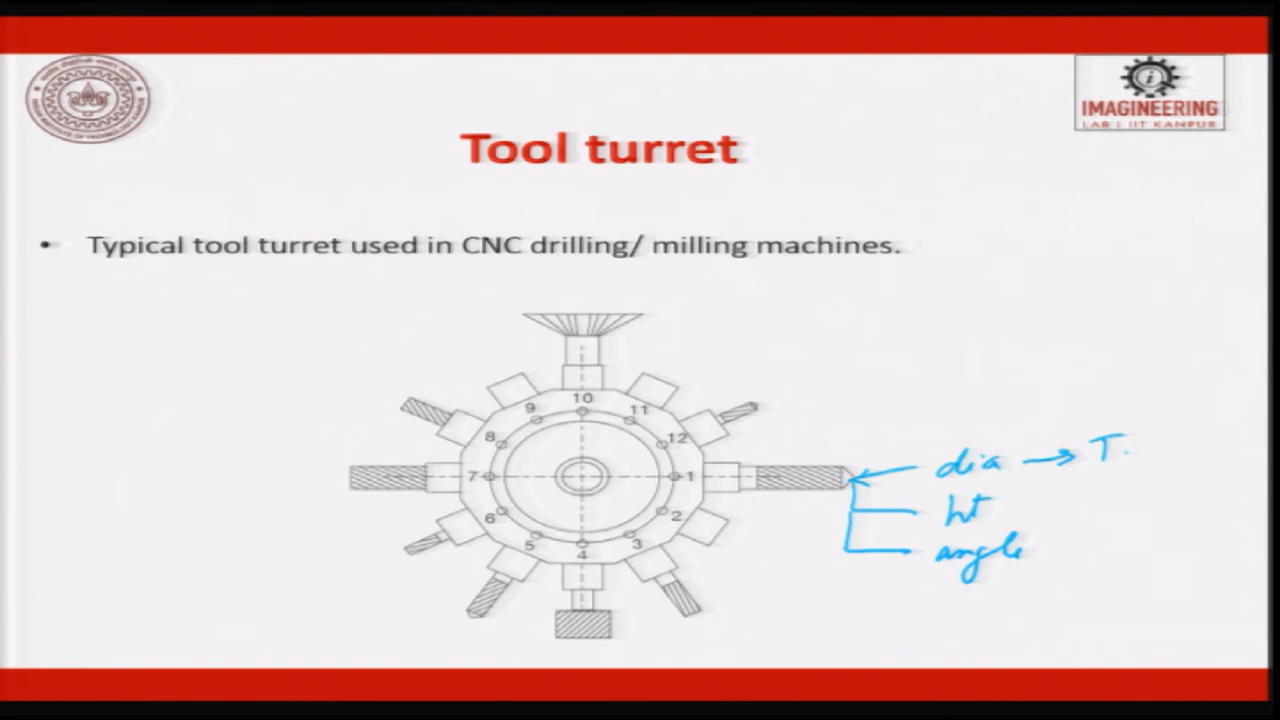 IMAGINEERING
LAB | IIT KANPUR
Tool turret
• Typical tool turret used in CNC drilling/ milling machines.
10
9
11
8
12
7
1
6
2
5
3
4
dia → T.
ht
angle